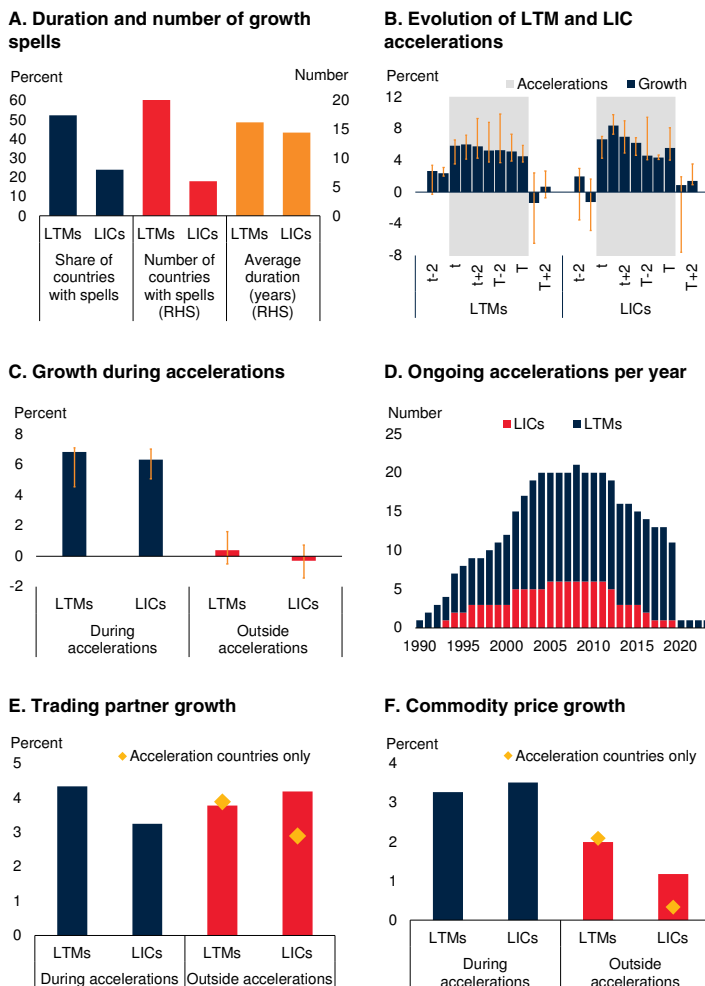 A. Duration and number of growth
spells
Percent
Number
60
50
40
30
20
10
0
20
15
10
5
0
LTMs LICs LTMs LICs LTMs LICs
Share of
countries
with spells
Number of
countries
with spells
(RHS)
Average
duration
(years)
(RHS)
B. Evolution of LTM and LIC
accelerations
Percent
Accelerations Growth
12
8
4
0
-4
-8
t-2 t t+2 T-2 T T+2 t-2 t t+2 T-2 T T+2
LTMs LICs
C. Growth during accelerations
Percent
8
6
4
2
0
-2
LTMs LICs LTMs LICs
During
accelerations
Outside
accelerations
D. Ongoing accelerations per year
Number
LICs LTMs
25
20
15
10
5
0
1990 1995 2000 2005 2010 2015 2020
E. Trading partner growth
Percent
Acceleration countries only
5
4
3
2
1
0
LTMs LICs LTMs LICs
During accelerations Outside accelerations
F. Commodity price growth
Percent
Acceleration countries only
4
3
2
1
0
LTMs LICs LTMs LICs
During
accelerations
Outside
accelerations